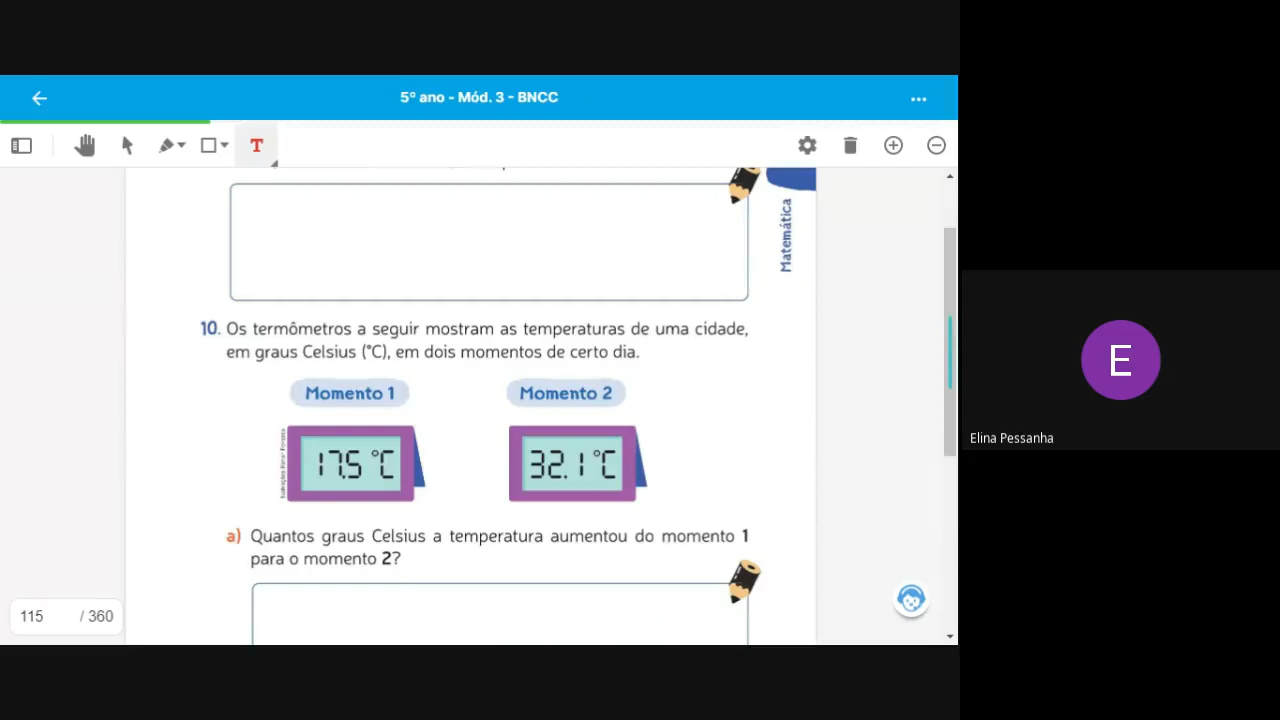 5º ano - Mód. 3 - BNCC
T
Matemática
10. Os termômetros a seguir mostram as temperaturas de uma cidade,
em graus Celsius (°C), em dois momentos de certo dia.
Momento 1
Momento 2
17.5 °C
32.1 °C
a) Quantos graus Celsius a temperatura aumentou do momento 1
para o momento 2?
115 / 360
E
Elina Pessanha